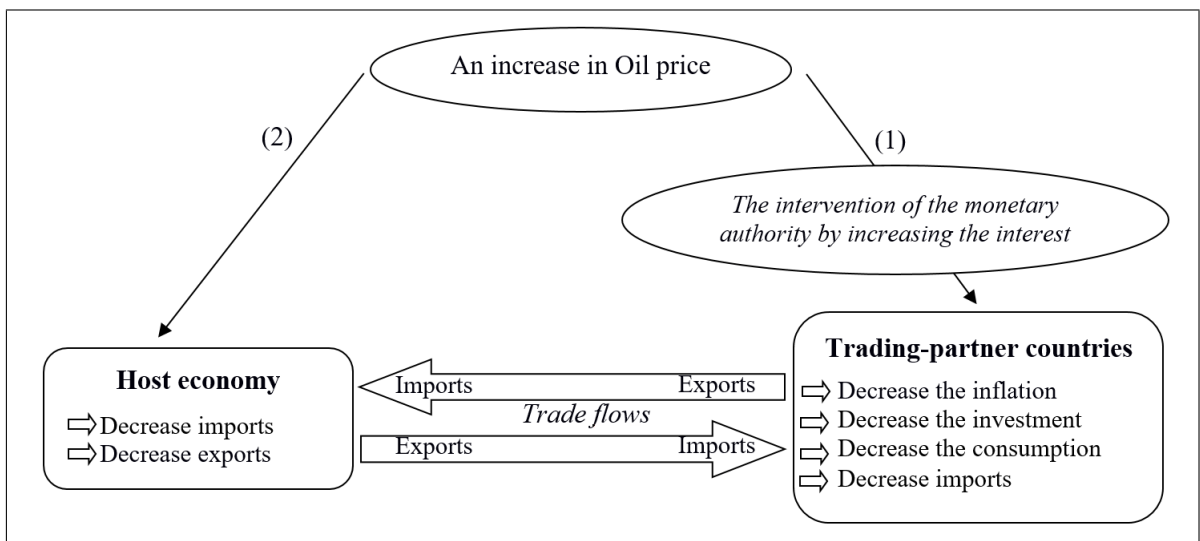 An increase in Oil price
(2)
(1)
The intervention of the monetary
authority by increasing the interest
Host economy
Decrease imports
Decrease exports
Imports
Exports
Trade flows
Exports
Imports
Trading-partner countries
Decrease the inflation
Decrease the investment
Decrease the consumption
Decrease imports